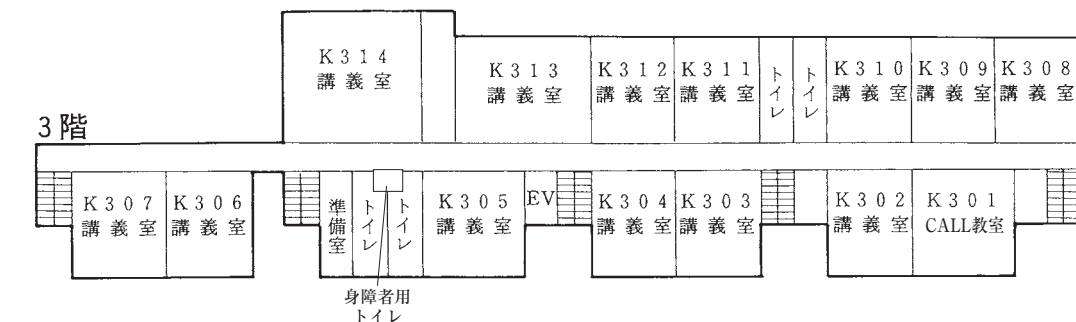 K314
講義室
K313
講義室
K312
講義室
K311
講義室
トイレ
トイレ
K310
講義室
K309
講義室
K308
講義室
3階
K307
講義室
K306
講義室
準備室
トイレ
トイレ
K305
講義室
EV
K304
講義室
K303
講義室
K302
講義室
K301
CALL教室
身障者用
トイレ